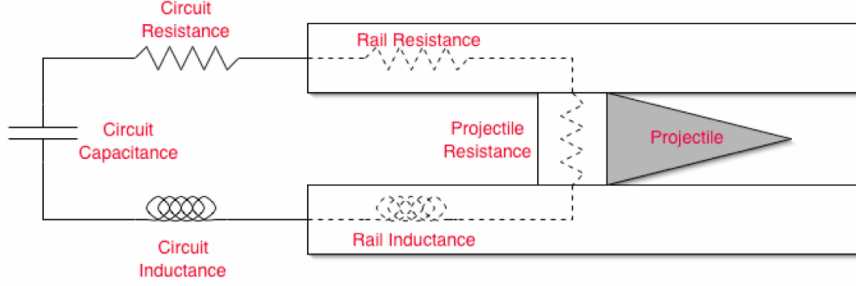 Circuit
Resistance
Rail Resistance
Circuit
Capacitance
Projectile
Resistance
Projectile
Rail Inductance
Circuit
Inductance